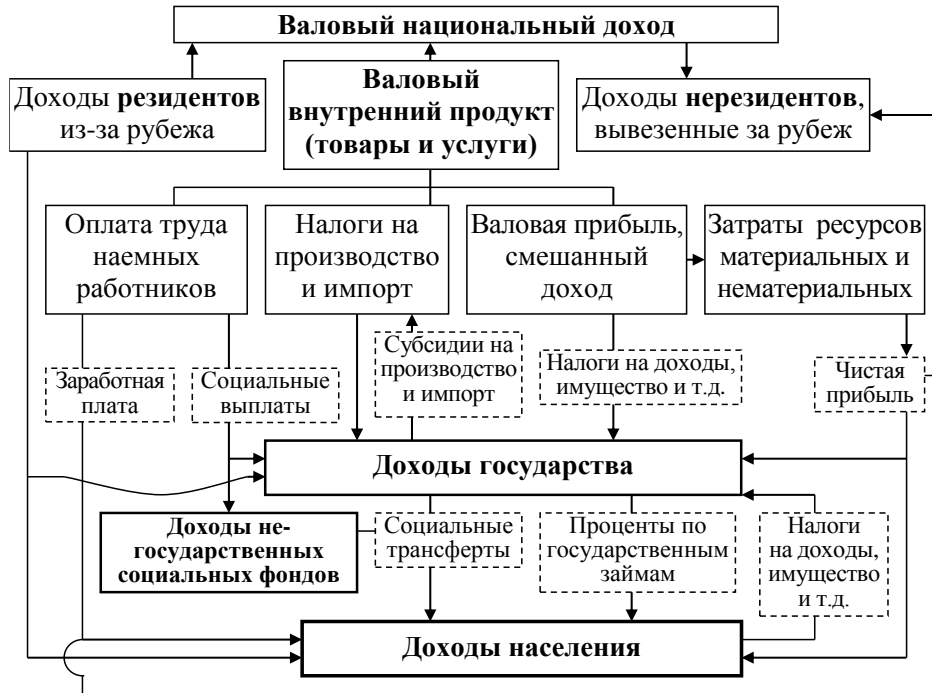 Валовый национальный доход
Доходы резидентов
из-за рубежа
Валовый
внутренний продукт
(товары и услуги)
Доходы нерезидентов,
вывезенные за рубеж
Оплата труда
наемных
работников
Налоги на
производство
и импорт
Валовая прибыль,
смешанный
доход
Затраты ресурсов
материальных и
нематериальных
Заработная
плата
Социальные
выплаты
Субсидии на
производство
и импорт
Налоги на доходы,
имущество и т.д.
Чистая
прибыль
Доходы государства
Доходы не-
государственных
социальных фондов
Социальные
трансферты
Проценты по
государственным
займам
Налоги
на доходы,
имущество
и т.д.
Доходы населения